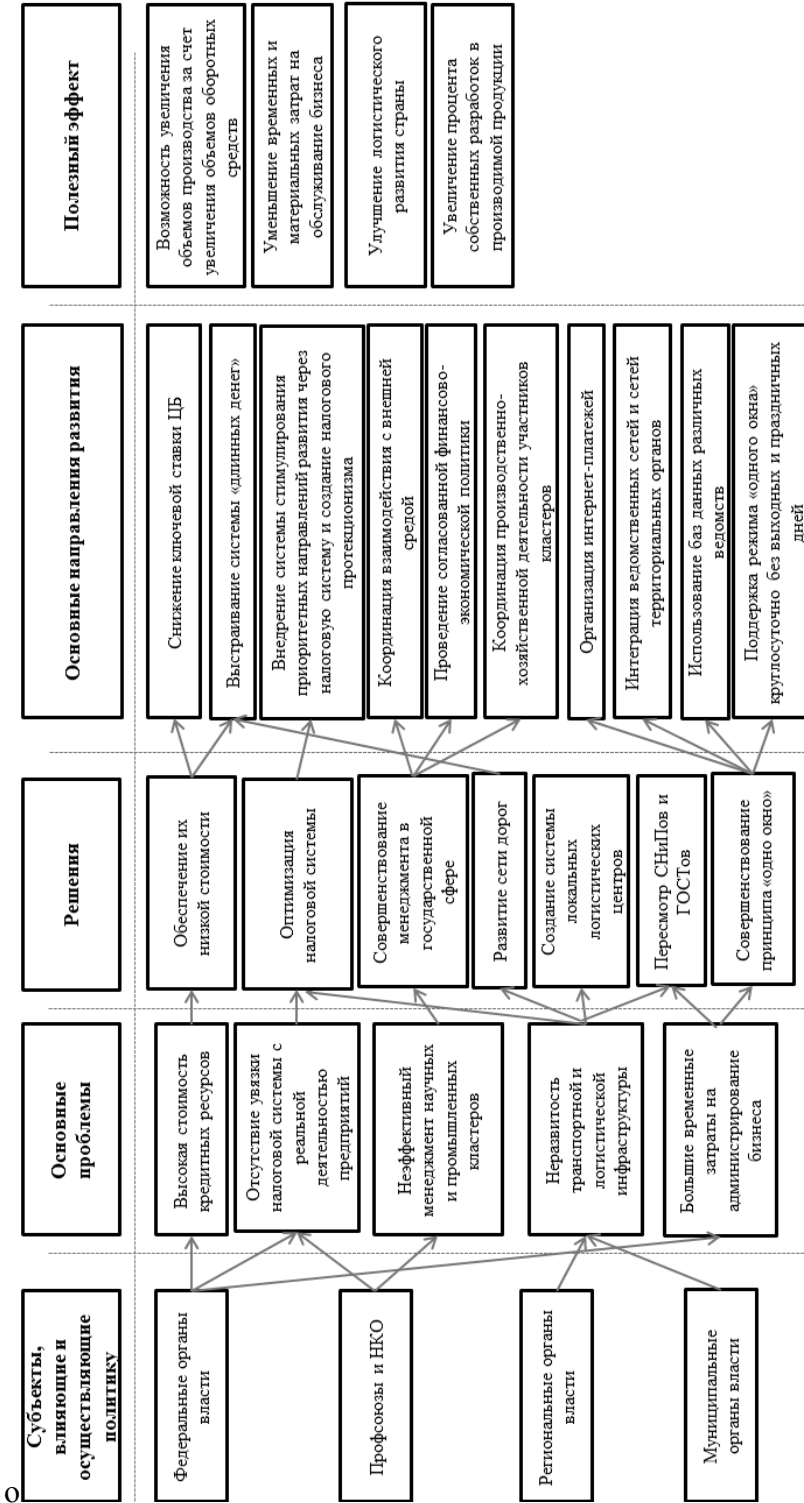 Субъекты,
влияющие и
осуществляющие
политику
Основные
проблемы
Решения
Основные направления развития
Полезный эффект
Федеральные органы
власти
Профсоюзы и НКО
Региональные органы
власти
Муниципальные
органы власти
Высокая стоимость
кредитных ресурсов
Отсутствие увязки
налоговой системы с
реальной
деятельностью
предприятий
Неэффективный
менеджмент научных
и промышленных
кластеров
Неразвитость
транспортной и
логистической
инфраструктуры
Большие временные
затраты на
администрирование
бизнеса
Обеспечение их
низкой стоимости
Оптимизация
налоговой системы
Совершенствование
менеджмента в
государственной
сфере
Развитие сети дорог
Создание системы
локальных
логистических
центров
Пересмотр СНиПов и
ГОСТов
Совершенствование
принципа «одно окно»
Снижение ключевой ставки ЦБ
Выстраивание системы «длинных денег»
Внедрение системы стимулирования
приоритетных направлений развития через
налоговую систему и создание налогового
протекционизма
Координация взаимодействия с внешней
средой
Проведение согласованной финансово-
экономической политики
Координация производственно-
хозяйственной деятельности участников
кластеров
Организация интернет-платежей
Интеграция ведомственных сетей и сетей
территориальных органов
Использование баз данных различных
ведомств
Поддержка режима «одного окна»
круглосуточно без выходных и праздничных
дней
Возможность увеличения
объемов производства за счет
увеличения объемов оборотных
средств
Уменьшение временных и
материальных затрат на
обслуживание бизнеса
Улучшение логистического
развития страны
Увеличение процента
собственных разработок в
производимой продукции
о